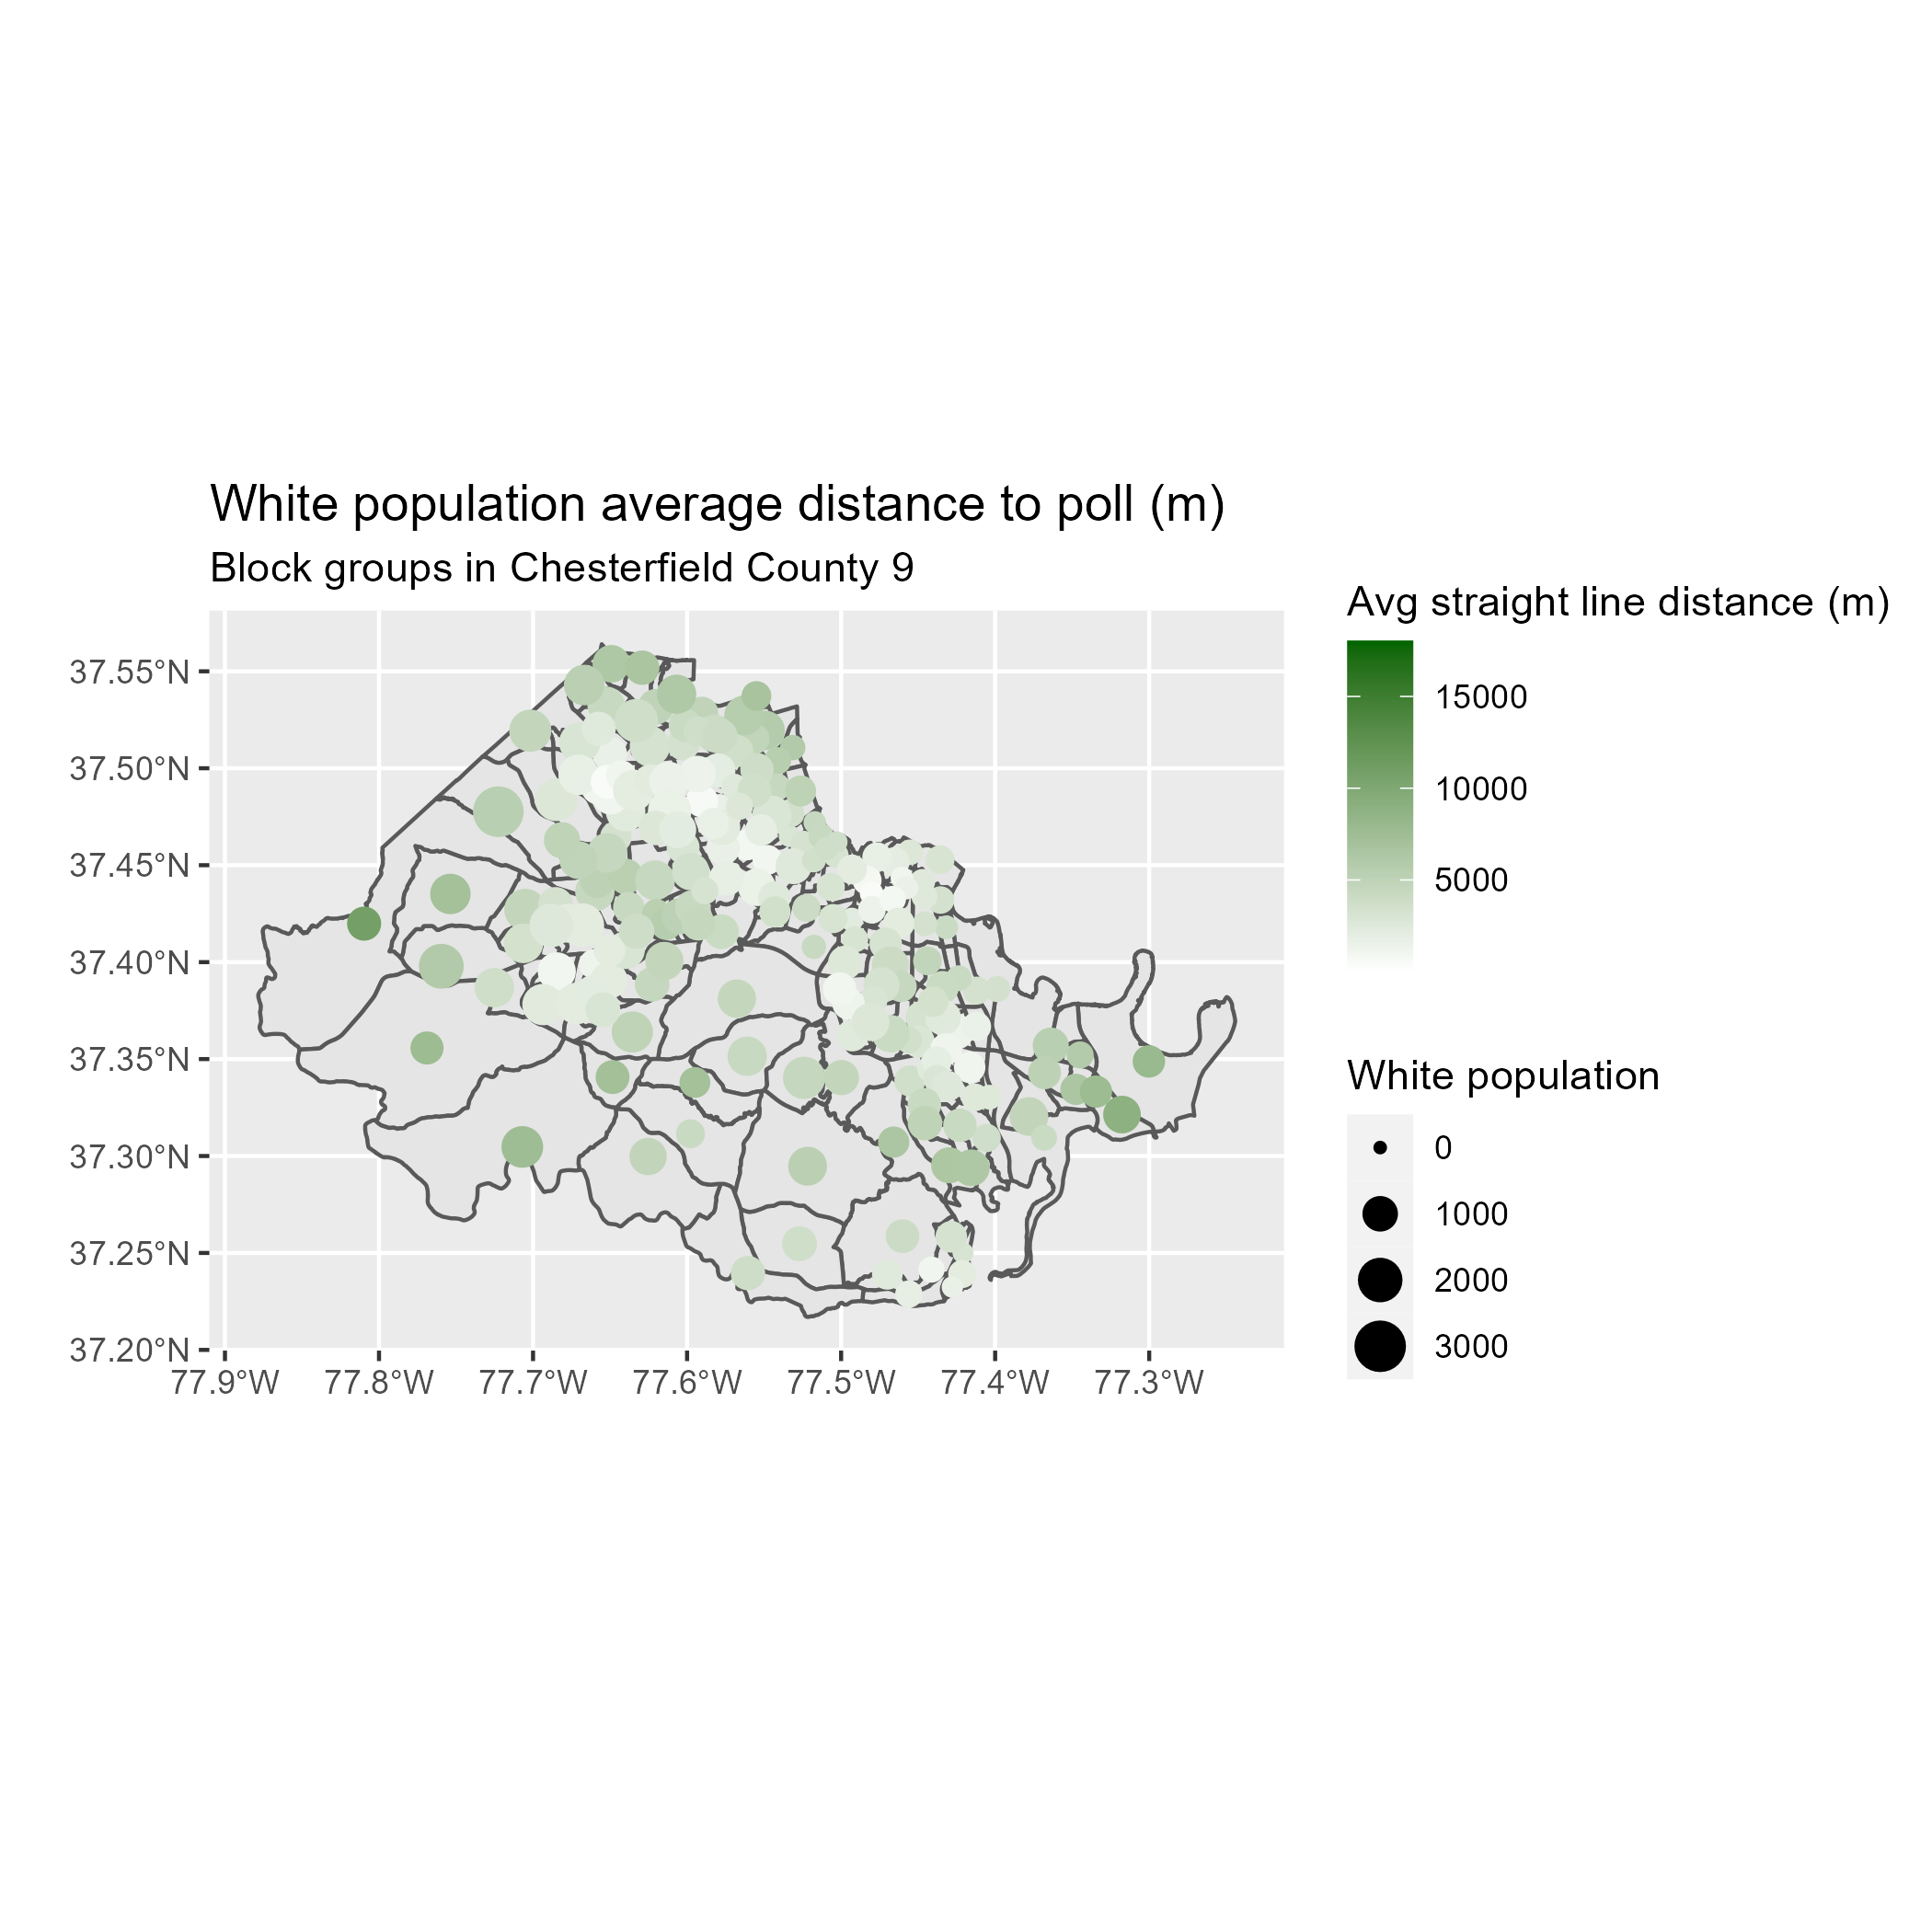 White population average distance to poll (m)
Block groups in Chesterfield County 9
Avg straight line distance (m)
15000
10000
5000
White population
0
1000
2000
3000
37.55°N
37.50°N
37.45°N
37.40°N
37.35°N
37.30°N
37.25°N
37.20°N
77.9°W 77.8°W 77.7°W 77.6°W 77.5°W 77.4°W 77.3°W